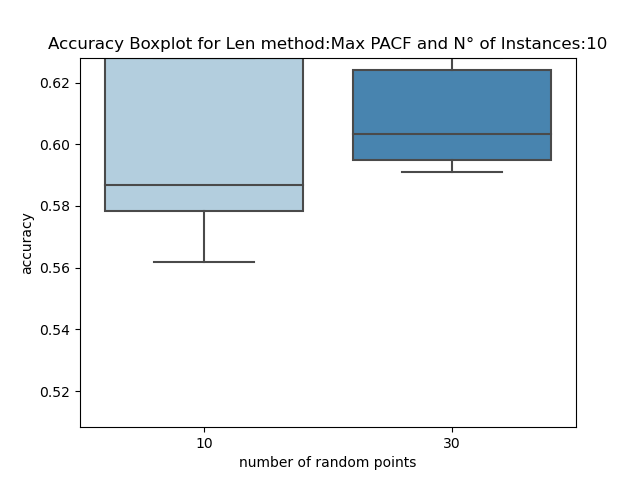 Accuracy Boxplot for Len method:Max PACF and N° of Instances:10
0.62
0.60
0.58
0.56
0.54
0.52
accuracy
10
30
number of random points